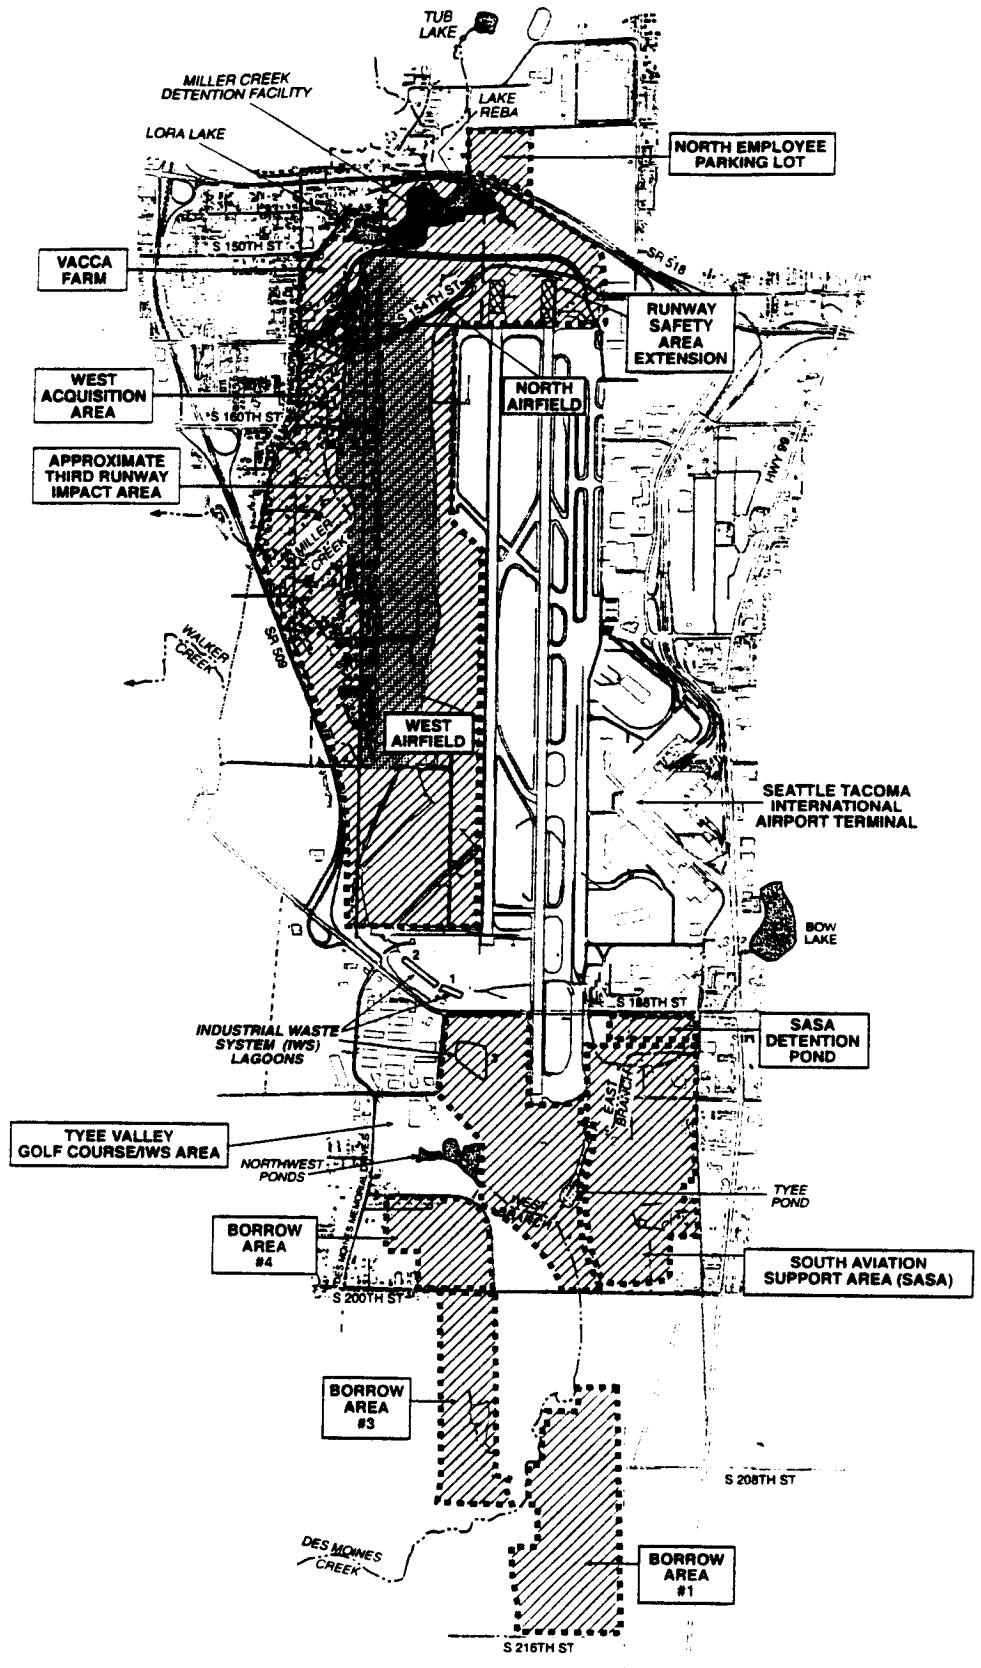 TUB
LAKE
MILLER CREEK
DETENTION FACILITY
LAKE
REBA
LORA LAKE
NORTH EMPLOYEE
PARKING LOT
S 150TH ST
SR 518
VACCA
FARM
S 154TH ST
RUNWAY
SAFETY
AREA
EXTENSION
WEST
ACQUISITION
AREA
NORTH
AIRFIELD
S 160TH ST
APPROXIMATE
THIRD RUNWAY
IMPACT AREA
HWY 99
MILLER
CREEK
WALKER
CREEK
SR 509
WEST
AIRFIELD
SEATTLE TACOMA
INTERNATIONAL
AIRPORT TERMINAL
BOW
LAKE
2
1
S 188TH ST
INDUSTRIAL WASTE
SYSTEM (IWS)
LAGOONS
3
SASA
DETENTION
POND
EAST
BRANCH
TYEE VALLEY
GOLF COURSE/IWS AREA
NORTHWEST
PONDS
DES MOINES MEMORIAL DRIVE S
WEST
BRANCH
TYEE
POND
BORROW
AREA
#4
SOUTH AVIATION
SUPPORT AREA (SASA)
S 200TH ST
BORROW
AREA
#3
S 208TH ST
DES MOINES
CREEK
BORROW
AREA
#1
S 216TH ST